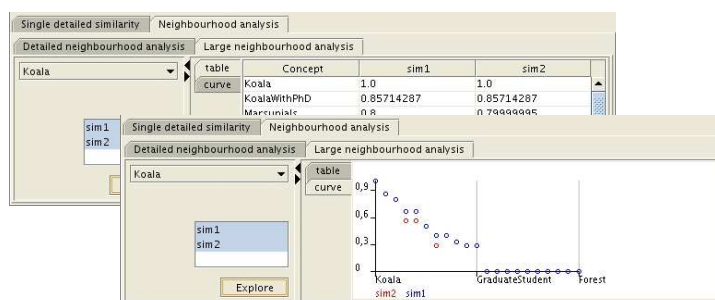 Single detailed similarity Neighbourhood analysis
Detailed neighbourhood analysis Large neighbourhood analysis
Koala
table Concept sim1 sim2
curve Koala 1.0 1.0
KoalaWithPhD 0.85714287 0.85714287
Marsupials 0.8 0.79999995
sim1
sim2
Single detailed similarity Neighbourhood analysis
Detailed neighbourhood analysis Large neighbourhood analysis
Koala
table
curve
sim1
sim2
Explore
0,9
0,6
0,3
0
Koala GraduateStudent Forest
sim2 sim1